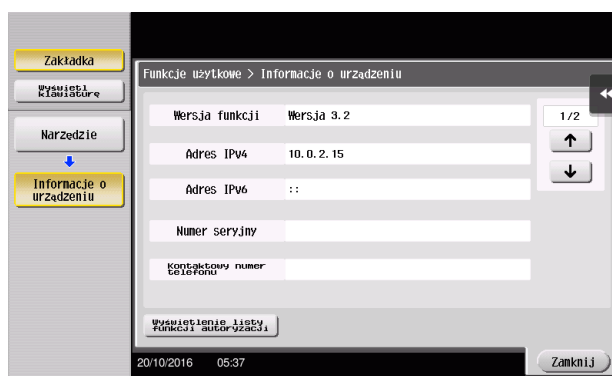 Zakładka
Wyświetl
klawiaturę
Narzędzie
Informacje o
urządzeniu
Funkcje użytkowe > Informacje o urządzeniu
Wersja funkcji Wersja 3.2
1/2
Adres IPv4 10.0.2.15
Adres IPv6 ::
Numer seryjny
Kontaktowy numer
telefonu
Wyświetlenie listy
funkcji autoryzacji
20/10/2016 05:37
Zamknij